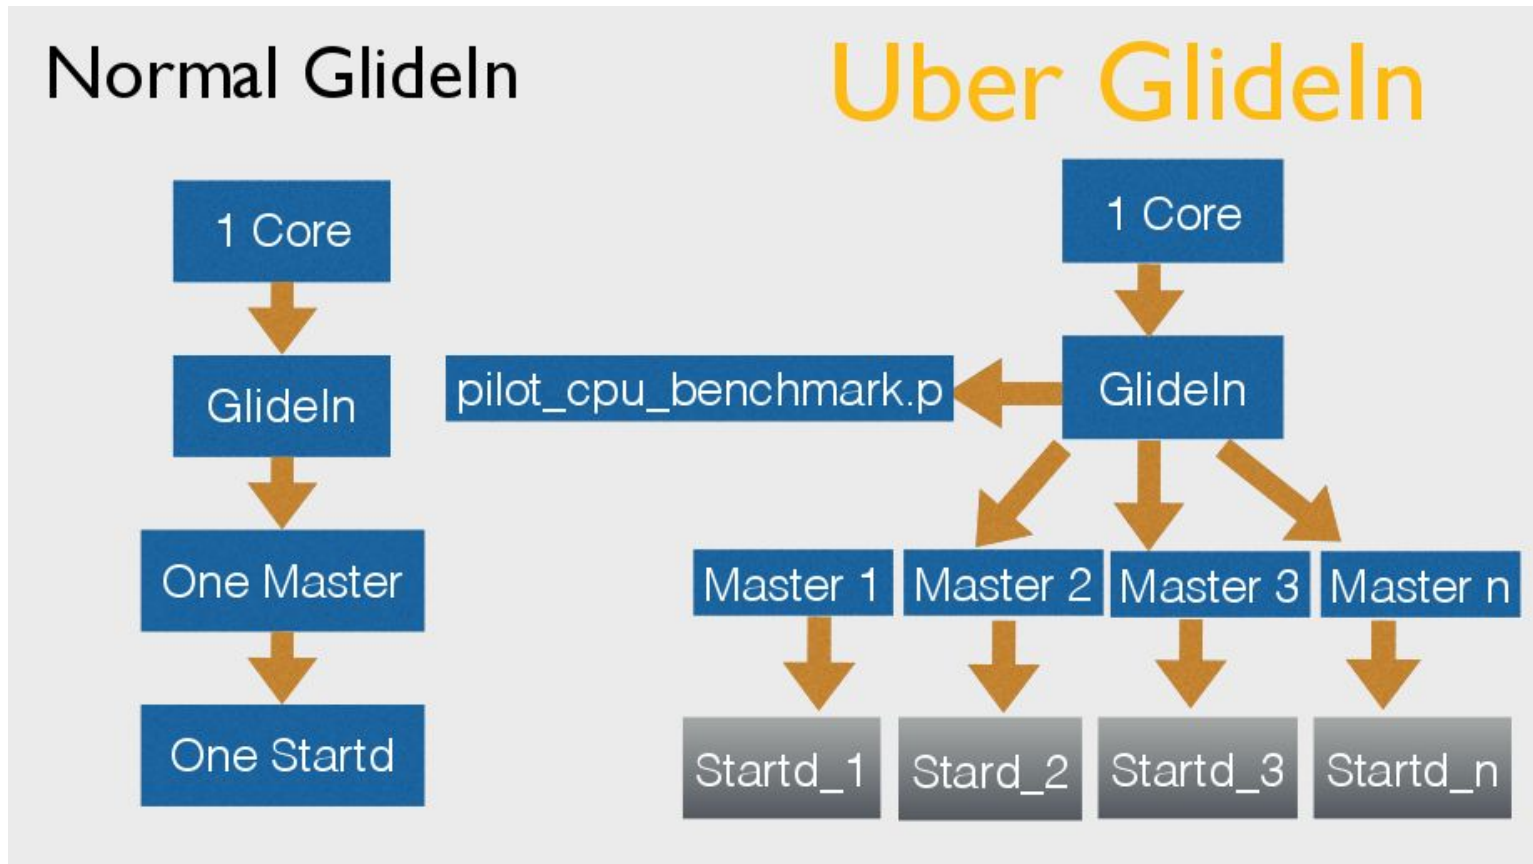 Normal GlideIn
Uber GlideIn
1 Core
GlideIn
One Master
One Startd
1 Core
GlideIn
pilot_cpu_benchmark.p
Master 1
Master 2
Master 3
Master n
Startd_1
Stard_2
Startd_3
Startd_n